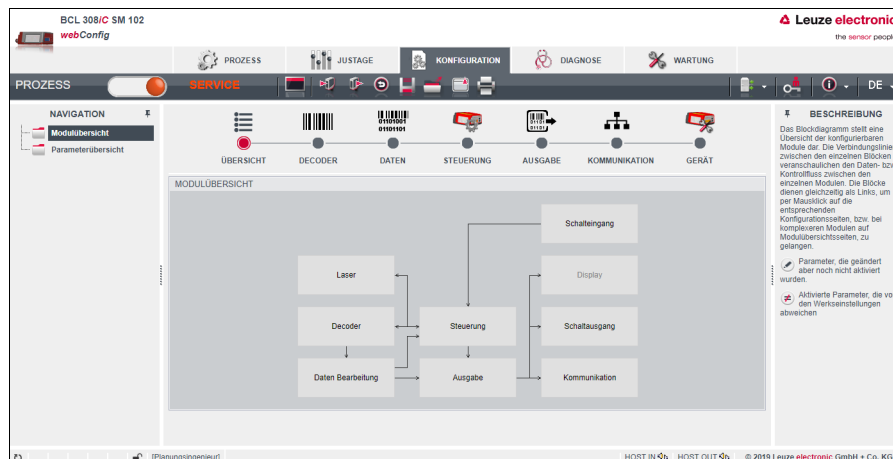 BCL 308iC SM 102
webConfig
Leuze electronic
the sensor people
PROZESS
JUSTAGE
KONFIGURATION
DIAGNOSE
WARTUNG
PROZESS
SERVICE
DE
NAVIGATION
Modulübersicht
Parameterübersicht
ÜBERSICHT
DECODER
DATEN
STEUERUNG
AUSGABE
KOMMUNIKATION
GERÄT
MODULÜBERSICHT
Schalteingang
Laser
Display
Decoder
Steuerung
Schaltausgang
Daten Bearbeitung
Ausgabe
Kommunikation
BESCHREIBUNG
Das Blockdiagramm stellt eine
Übersicht der konfigurierbaren
Module dar. Die Verbindungslinie
zwischen den einzelnen Blöcken
veranschaulichen den Daten- bzw
Kontrollfluss zwischen den
einzelnen Modulen. Die Blöcke
dienen gleichzeitig als Links, um
per Mausklick auf die
entsprechenden
Konfigurationsseiten, bzw. bei
komplexeren Modulen auf
Modulübersichtsseiten, zu
gelangen.
Parameter, die geändert
aber noch nicht aktiviert
wurden.
Aktivierte Parameter, die vo
den Werkseinstellungen
abweichen
[Planungsingenieur]
HOST IN
HOST OUT
© 2019 Leuze electronic GmbH + Co. KG